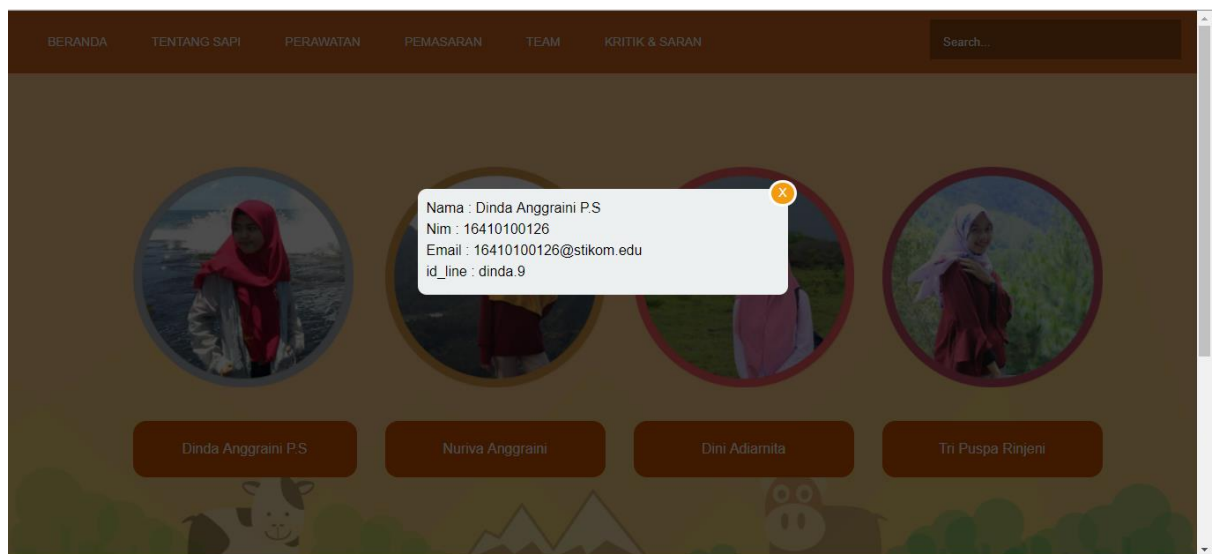 BERANDA TENTANG SAPI PERAWATAN PEMASARAN TEAM KRITIK & SARAN Search...
X
Nama : Dinda Anggraini P.S
Nim : 16410100126
Email : 16410100126@stikom.edu
id_line : dinda.9
Dinda Anggraini P.S Nuriva Anggraini Dini Adiarnita Tri Puspa Rinjeni